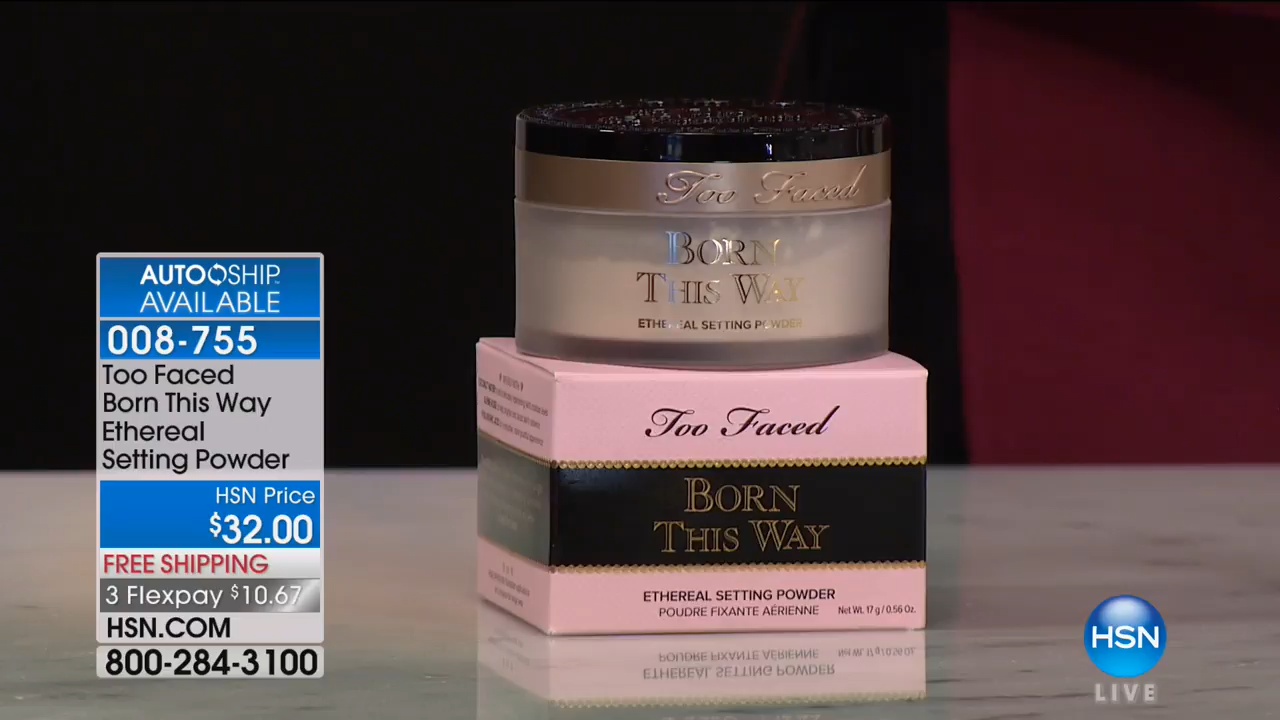 AUTOSHIP
AVAILABLE
008-755
Too Faced
Born This Way
Ethereal
Setting Powder
HSN Price
$32.00
FREE SHIPPING
3 Flexpay $10.67
HSN.COM
800-284-3100
Too Faced
BORN
THIS WAY
ETHEREAL SETTING POWDER
Too Faced
BORN
THIS WAY
ETHEREAL SETTING POWDER
POUDRE FIXANTE AÉRIENNE
Net Wt. 17 g / 0.56 Oz.
HSN
LIVE